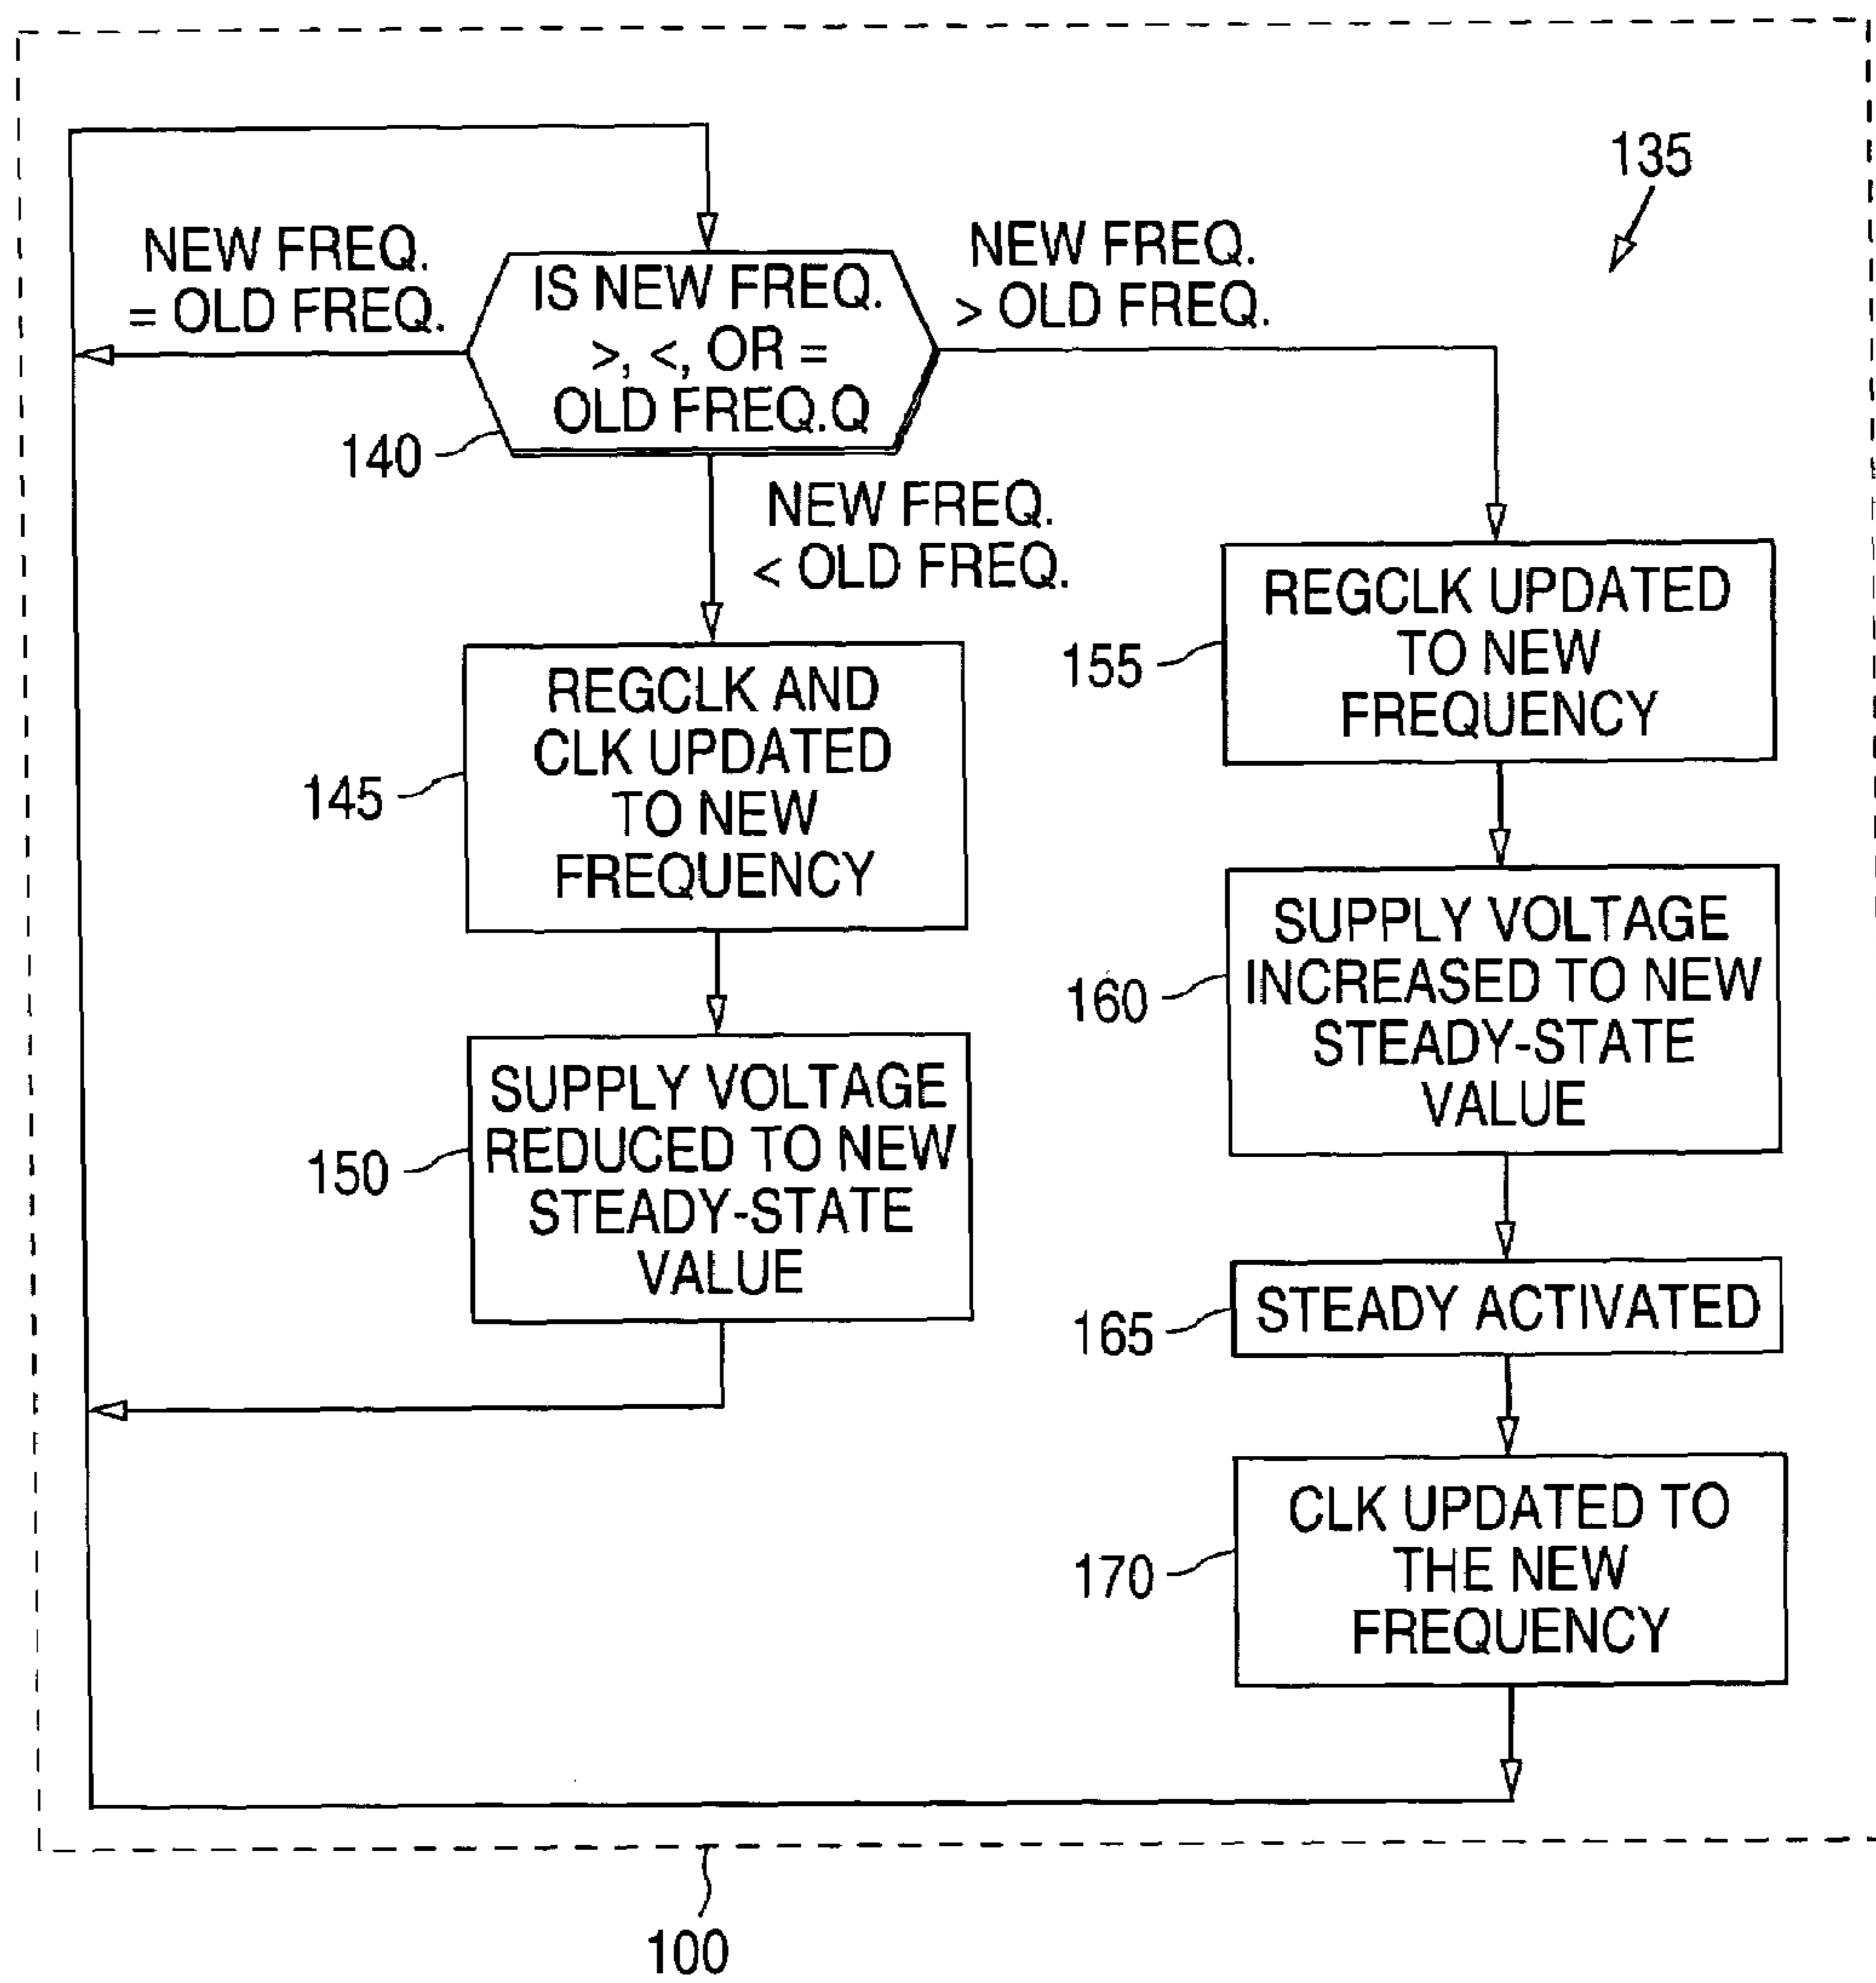 135
NEW FREQ.
= OLD FREQ.
IS NEW FREQ.
>, <, OR =
OLD FREQ.Q
NEW FREQ.
> OLD FREQ.
140
NEW FREQ.
< OLD FREQ.
REGCLK AND
CLK UPDATED
TO NEW
FREQUENCY
145
SUPPLY VOLTAGE
REDUCED TO NEW
STEADY-STATE
VALUE
150
REGCLK UPDATED
TO NEW
FREQUENCY
155
SUPPLY VOLTAGE
INCREASED TO NEW
STEADY-STATE
VALUE
160
STEADY ACTIVATED
165
CLK UPDATED TO
THE NEW
FREQUENCY
170
100